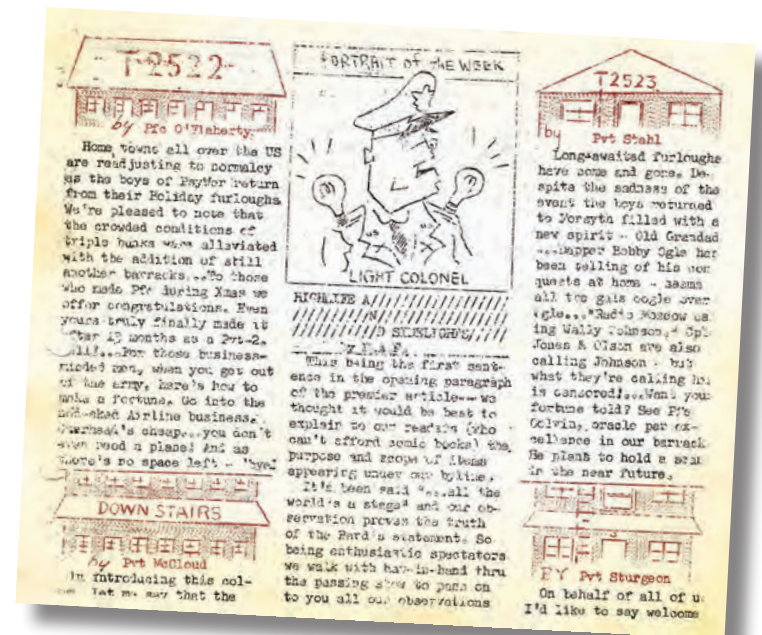 T-2522
by Pfc O'Flaherty
Home towns all over the US
are readjusting to normalcy
as the boys of PsyWar return
from their Holiday furloughs
We're pleased to note that
the crowded conditions of
triple bunks were alleviated
with the addition of still
another barracks...To those
who made Pfc during Xmas we
offer congratulations. Even
yours truly finally made it
after 13 months as a Pvt-2.
For those business-
minded men, when you get out
of the army, here's how to
make a fortune. Go into the
Airline business.
Overhead's cheap...you don't
even need a plane! And as
there's no space left - 'bye!
DOWN STAIRS
by Pvt McCloud
In introducing this col-
let me say that the
PORTRAIT of the WEEK
LIGHT COLONEL
HIGHLIFE A/////////////
////////N////////
///////////D SIDELIGHTS/////
by
This being the first sent-
ence in the opening paragraph
of the premier article--we
thought it would be best to
explain to our readers (who
can't afford comic books) the
purpose and scope of items
appearing under our byline.
It's been said "...all the
world's a stage" and our ob-
servation proves the truth
of the Bard's statement. So
being enthusiastic spectators
we walk with hat-in-hand thru
the passing show to pass on
to you all our observations
T2523
by Pvt Stahl
Long-awaited furloughs
have come and gone. De-
spite the sadness of the
event the boys returned
to Forsyth filled with a
new spirit - Old Grandad
...Dapper Bobby Ogle has
been telling of his con
quests at home - seems
all the gals oogle over
Ogle..."Radio Moscow ca
ing Wally Johnson." Cpl
Jones & Olson are also
calling Johnson - but
what they're calling hi
is censored!...Want your
fortune told? See Pfc
Colvin, oracle par ex-
cellance in our barrack
He plans to hold a
in the near future.
BY Pvt Sturgeon
On behalf of all of u
I'd like to say welcome